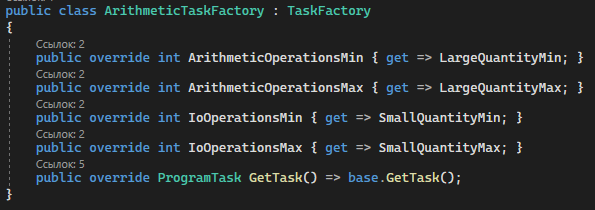 public class ArithmeticTaskFactory : TaskFactory
{
Ссылок: 2
public override int ArithmeticOperationsMin { get => LargeQuantityMin; }
Ссылок: 2
public override int ArithmeticOperationsMax { get => LargeQuantityMax; }
Ссылок: 2
public override int IoOperationsMin { get => SmallQuantityMin; }
Ссылок: 2
public override int IoOperationsMax { get => SmallQuantityMax; }
Ссылок: 5
public override ProgramTask GetTask() => base.GetTask();
}